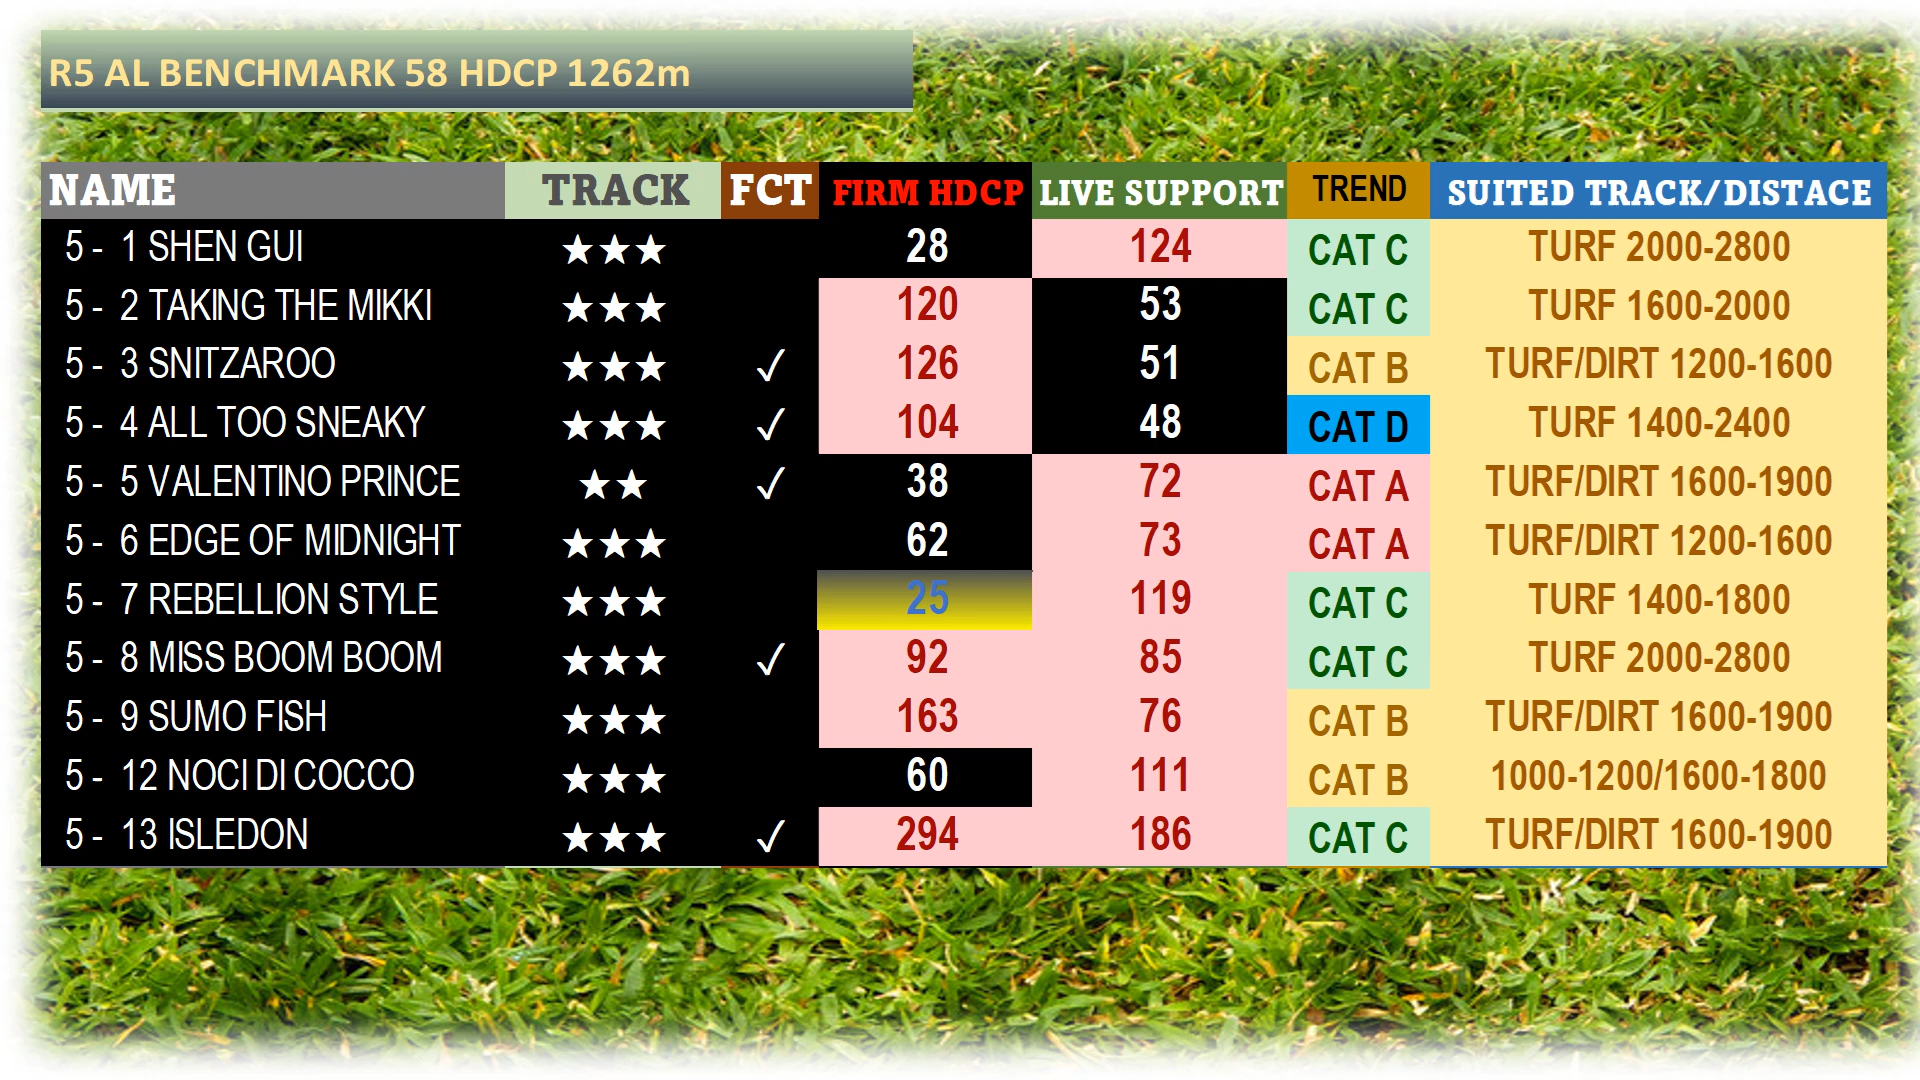 R5 AL BENCHMARK 58 HDCP 1262m
NAME TRACK FCT FIRM HDCP LIVE SUPPORT TREND SUITED TRACK/DISTACE
5 - 1 SHEN GUI ★★★ 28 124 CAT C TURF 2000-2800
5 - 2 TAKING THE MIKKI ★★★ 120 53 CAT C TURF 1600-2000
5 - 3 SNITZAROO ★★★ ✓ 126 51 CAT B TURF/DIRT 1200-1600
5 - 4 ALL TOO SNEAKY ★★★ ✓ 104 48 CAT D TURF 1400-2400
5 - 5 VALENTINO PRINCE ★★ ✓ 38 72 CAT A TURF/DIRT 1600-1900
5 - 6 EDGE OF MIDNIGHT ★★★ 62 73 CAT A TURF/DIRT 1200-1600
5 - 7 REBELLION STYLE ★★★ 25 119 CAT C TURF 1400-1800
5 - 8 MISS BOOM BOOM ★★★ ✓ 92 85 CAT C TURF 2000-2800
5 - 9 SUMO FISH ★★★ 163 76 CAT B TURF/DIRT 1600-1900
5 - 12 NOCI DI COCCO ★★★ 60 111 CAT B 1000-1200/1600-1800
5 - 13 ISLEDON ★★★ ✓ 294 186 CAT C TURF/DIRT 1600-1900